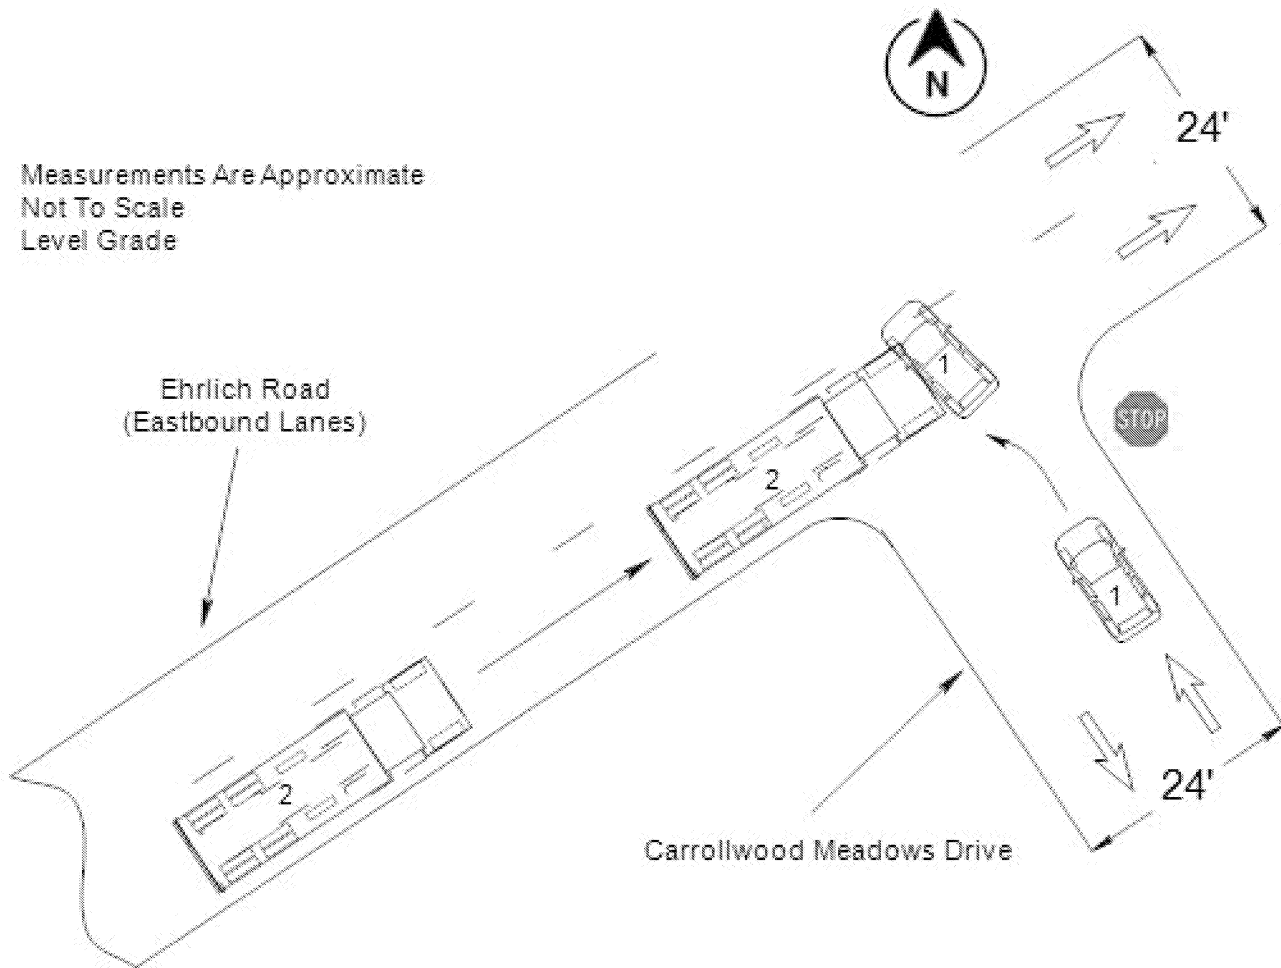 N
24'
Measurements Are Approximate
Not To Scale
Level Grade
Ehrlich Road
(Eastbound Lanes)
1
STOP
2
1
2
24'
Carrollwood Meadows Drive